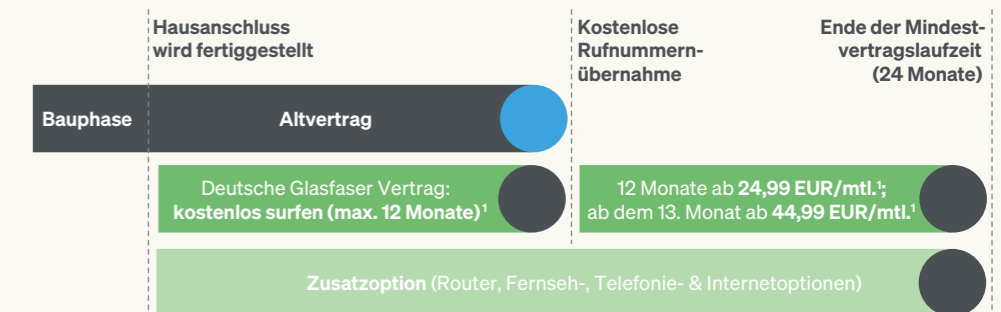 Hausanschluss
wird fertiggestellt
Kostenlose
Rufnummern-
übernahme
Ende der Mindest-
vertragslaufzeit
(24 Monate)
Bauphase
Altvertrag
Deutsche Glasfaser Vertrag:
kostenlos surfen (max. 12 Monate)¹
12 Monate ab 24,99 EUR/mtl.¹;
ab dem 13. Monat ab 44,99 EUR/mtl.¹
Zusatzoption (Router, Fernseh-, Telefonie- & Internetoptionen)